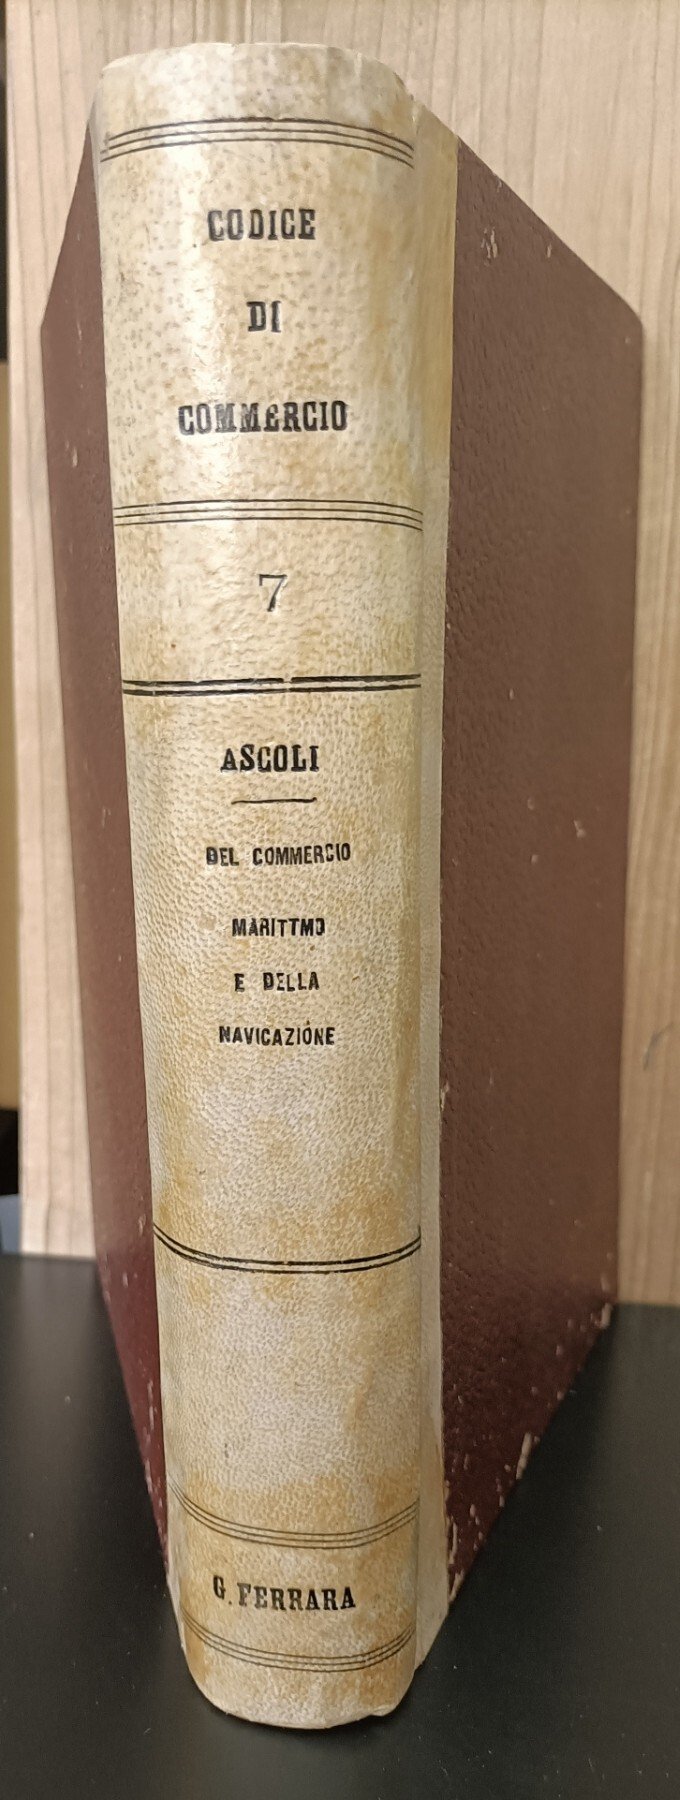 CODICE
DI
COMMERCIO
7
ASCOLI
DEL COMMERCIO
MARITTMO
E DELLA
NAVICAZIONE
G. FERRARA